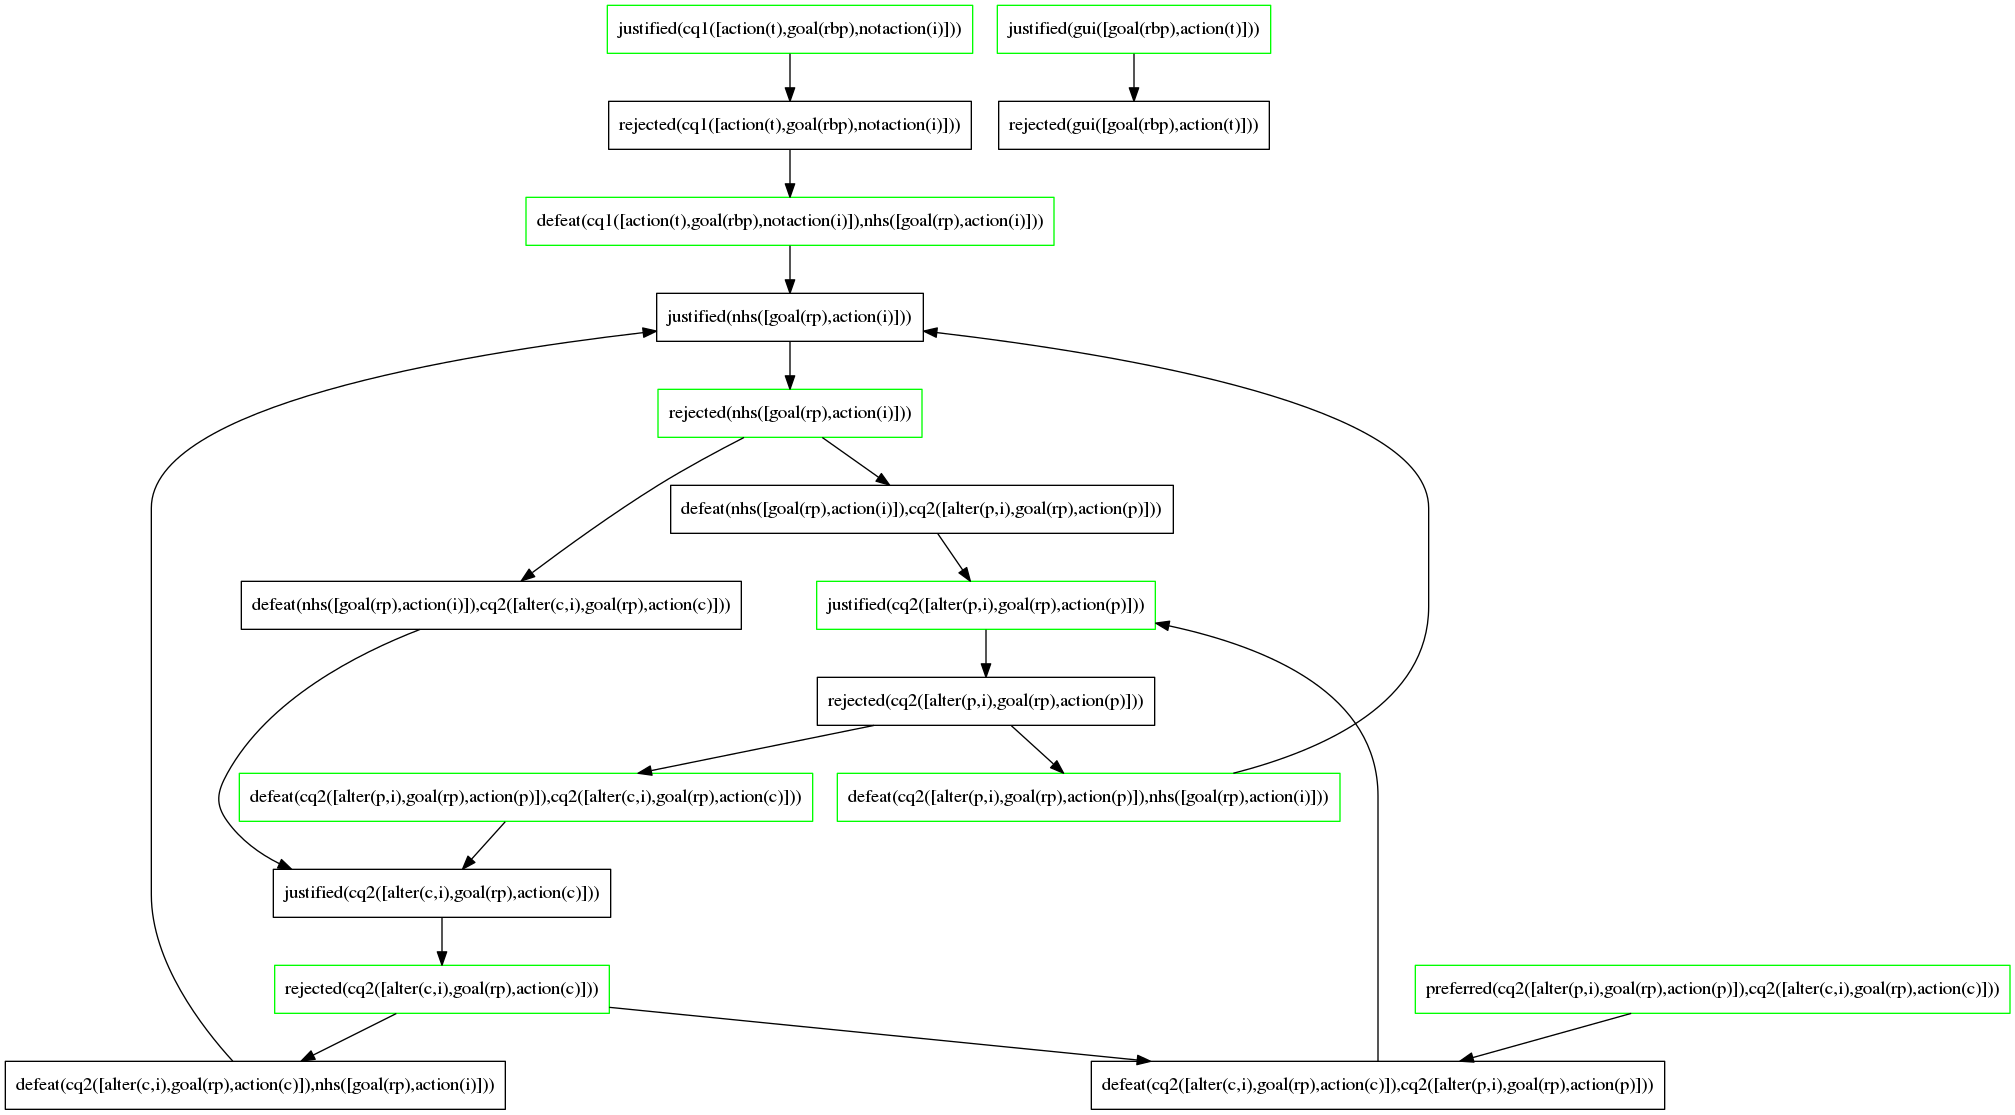 justified(cq1([action(t),goal(rbp),notaction(i)]))
justified(gui([goal(rbp),action(t)]))
rejected(cq1([action(t),goal(rbp),notaction(i)]))
rejected(gui([goal(rbp),action(t)]))
defeat(cq1([action(t),goal(rbp),notaction(i)]),nhs([goal(rp),action(i)]))
justified(nhs([goal(rp),action(i)]))
rejected(nhs([goal(rp),action(i)]))
defeat(nhs([goal(rp),action(i)]),cq2([alter(p,i),goal(rp),action(p)]))
defeat(nhs([goal(rp),action(i)]),cq2([alter(c,i),goal(rp),action(c)]))
justified(cq2([alter(p,i),goal(rp),action(p)]))
rejected(cq2([alter(p,i),goal(rp),action(p)]))
defeat(cq2([alter(p,i),goal(rp),action(p)]),cq2([alter(c,i),goal(rp),action(c)]))
defeat(cq2([alter(p,i),goal(rp),action(p)]),nhs([goal(rp),action(i)]))
justified(cq2([alter(c,i),goal(rp),action(c)]))
rejected(cq2([alter(c,i),goal(rp),action(c)]))
preferred(cq2([alter(p,i),goal(rp),action(p)]),cq2([alter(c,i),goal(rp),action(c)]))
defeat(cq2([alter(c,i),goal(rp),action(c)]),nhs([goal(rp),action(i)]))
defeat(cq2([alter(c,i),goal(rp),action(c)]),cq2([alter(p,i),goal(rp),action(p)]))